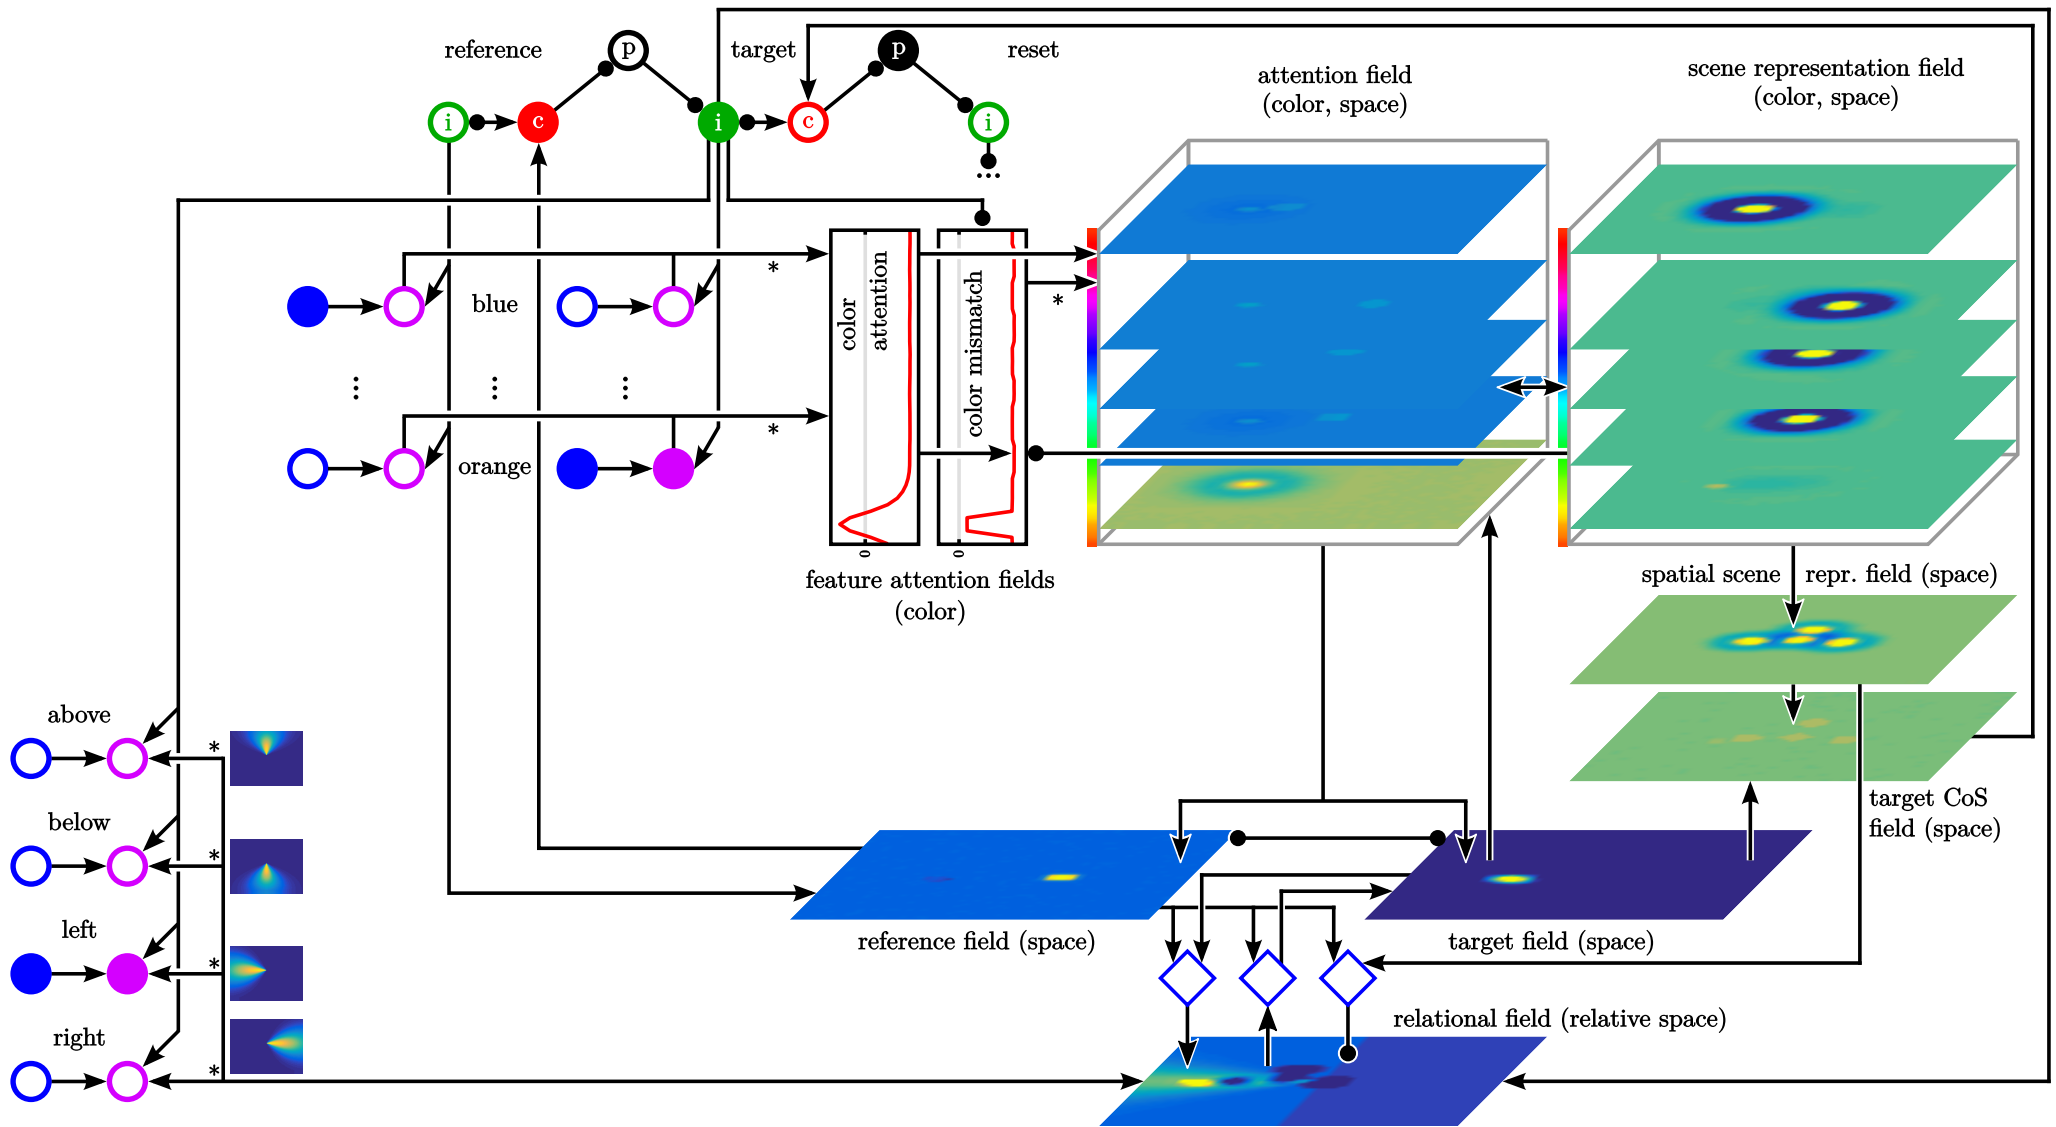 reference
p
target
p
reset
i
c
i
c
i
...
attention field
(color, space)
scene representation field
(color, space)
*
blue
*
color
attention
color mismatch
*
orange
0
0
feature attention fields
(color)
spatial scene repr. field (space)
target CoS
field (space)
above
*
below
*
left
*
right
*
reference field (space)
target field (space)
relational field (relative space)